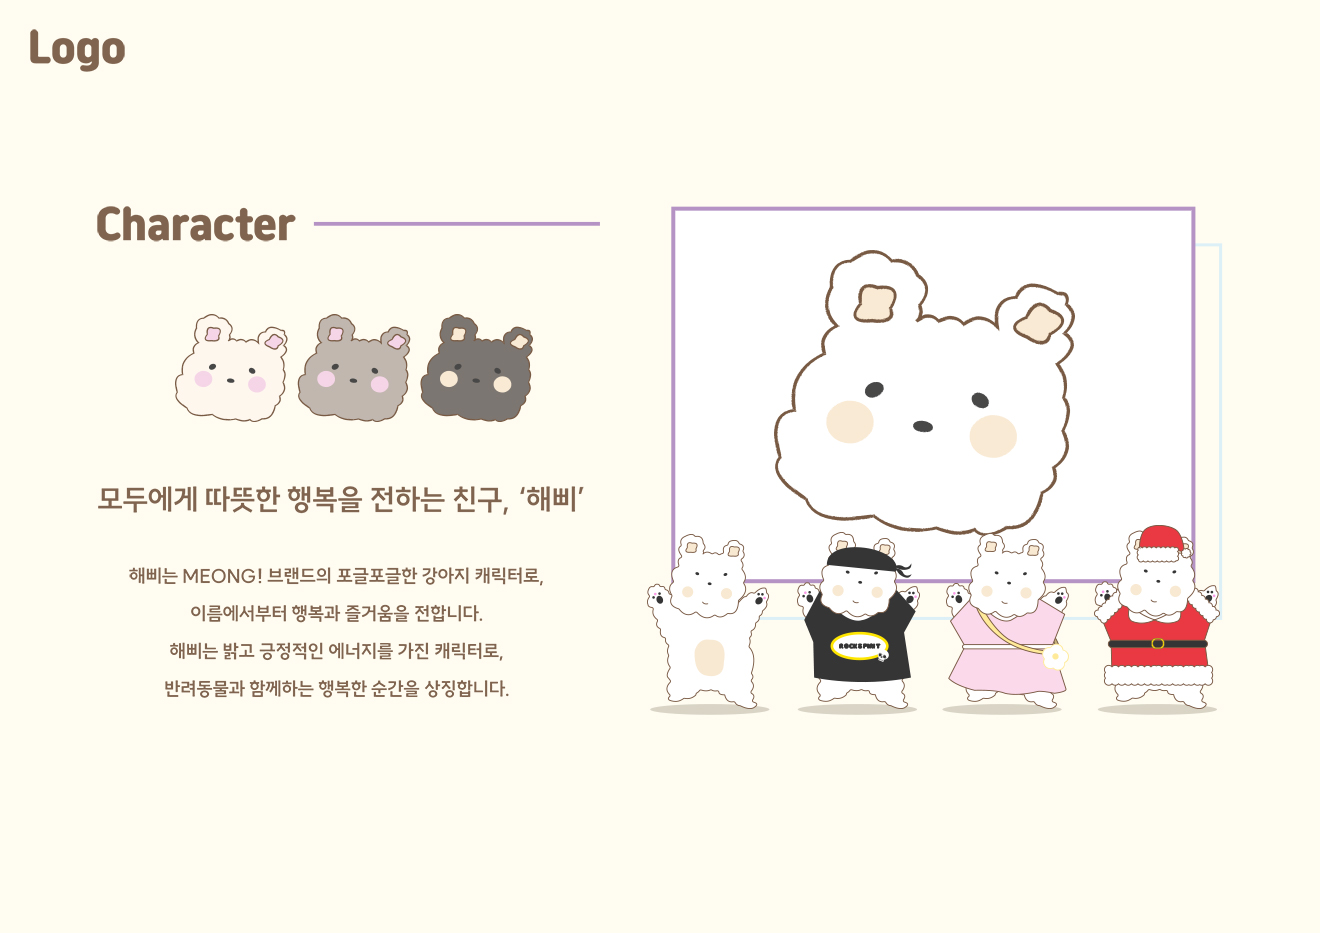 Logo
Character
모두에게 따뜻한 행복을 전하는 친구, ‘해삐’
해삐는 MEONG! 브랜드의 포글포글한 강아지 캐릭터로,
이름에서부터 행복과 즐거움을 전합니다.
해삐는 밝고 긍정적인 에너지를 가진 캐릭터로,
반려동물과 함께하는 행복한 순간을 상징합니다.
ROCK SPIRIT